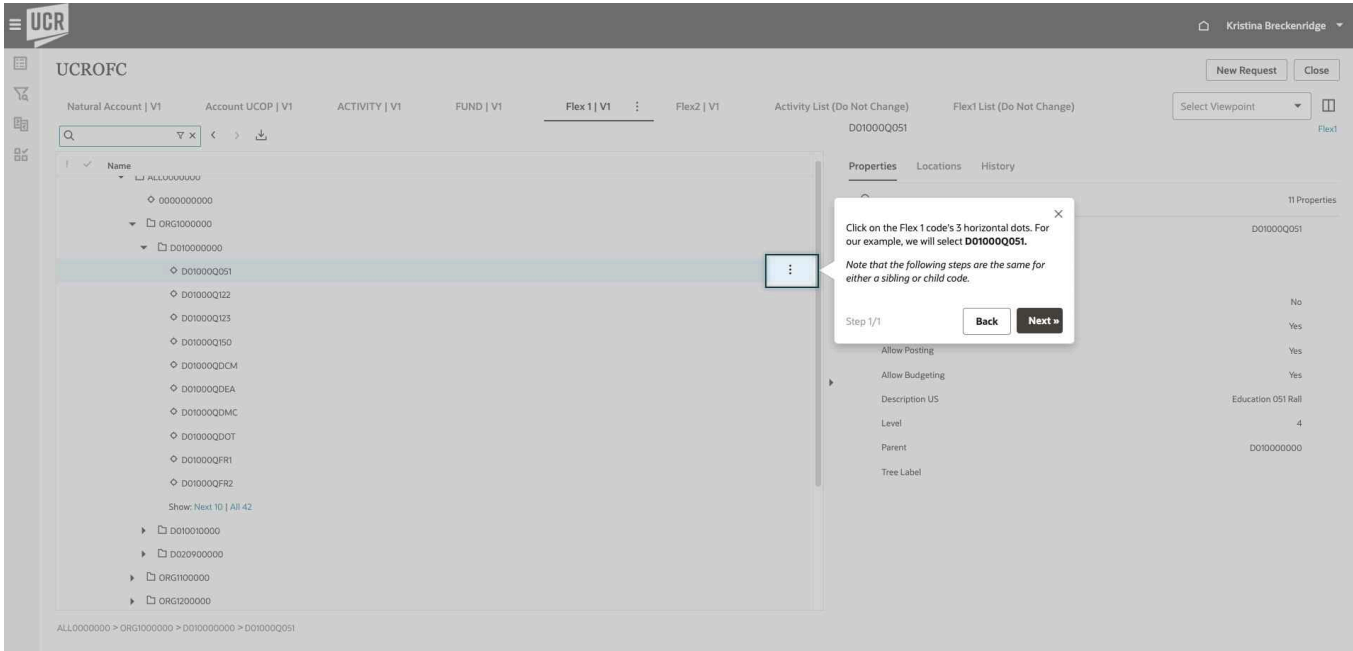 UCR
Kristina Breckenridge
UCROFC
New Request
Close
Natural Account | V1
Account UCOP | V1
ACTIVITY | V1
FUND | V1
Flex 1 | V1
Flex2 | V1
Activity List (Do Not Change)
Flex1 List (Do Not Change)
Select Viewpoint
D01000Q051
Flex1
Name
Properties
Locations
History
ALL0000000
0000000000
11 Properties
ORG1000000
D010000000
D01000Q051
D01000Q051
Click on the Flex 1 code's 3 horizontal dots. For
our example, we will select D01000Q051.
Note that the following steps are the same for
either a sibling or child code.
Step 1/1
Back
Next »
D01000Q122
No
D01000Q123
Yes
D01000Q150
Allow Posting
Yes
D01000QDCM
Allow Budgeting
Yes
D01000QDEA
Description US
Education 051 Rall
D01000QDMC
Level
4
D01000QDOT
Parent
D010000000
D01000QFR1
Tree Label
D01000QFR2
Show: Next 10 | All 42
D010010000
D020900000
ORG1100000
ORG1200000
ALL0000000 > ORG1000000 > D010000000 > D01000Q051